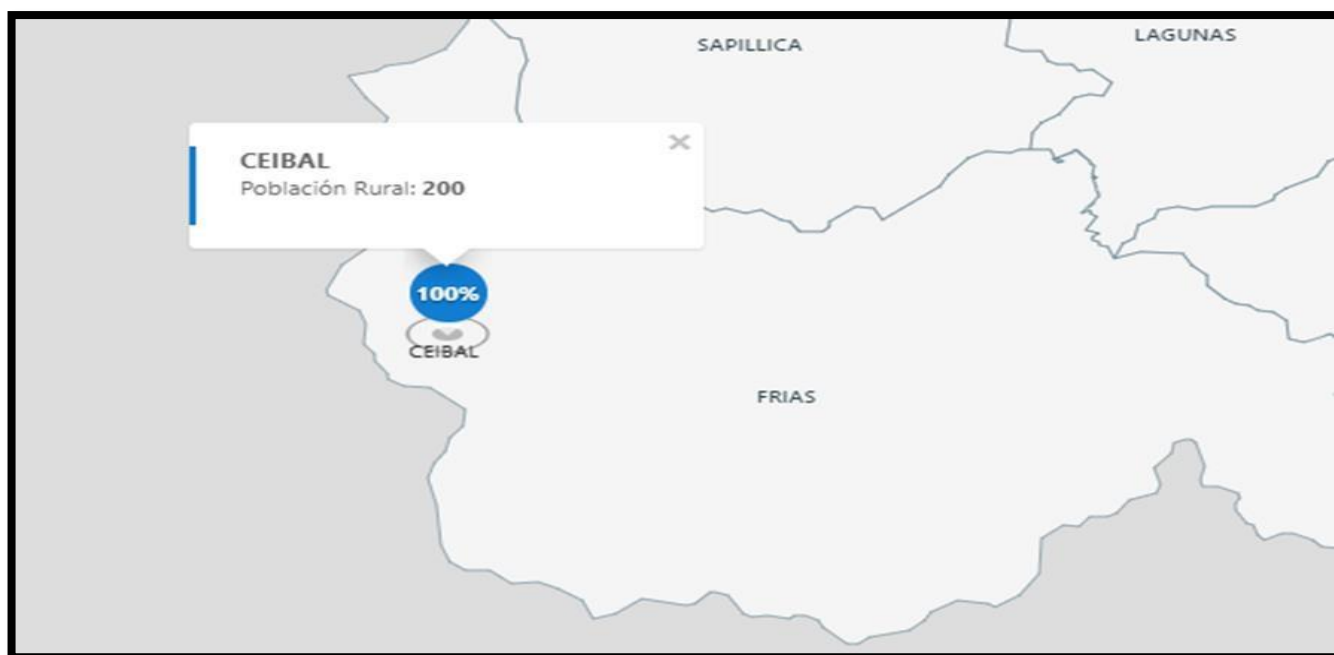 SAPILLICA
LAGUNAS
CEIBAL
Población Rural: 200
100%
CEIBAL
FRIAS